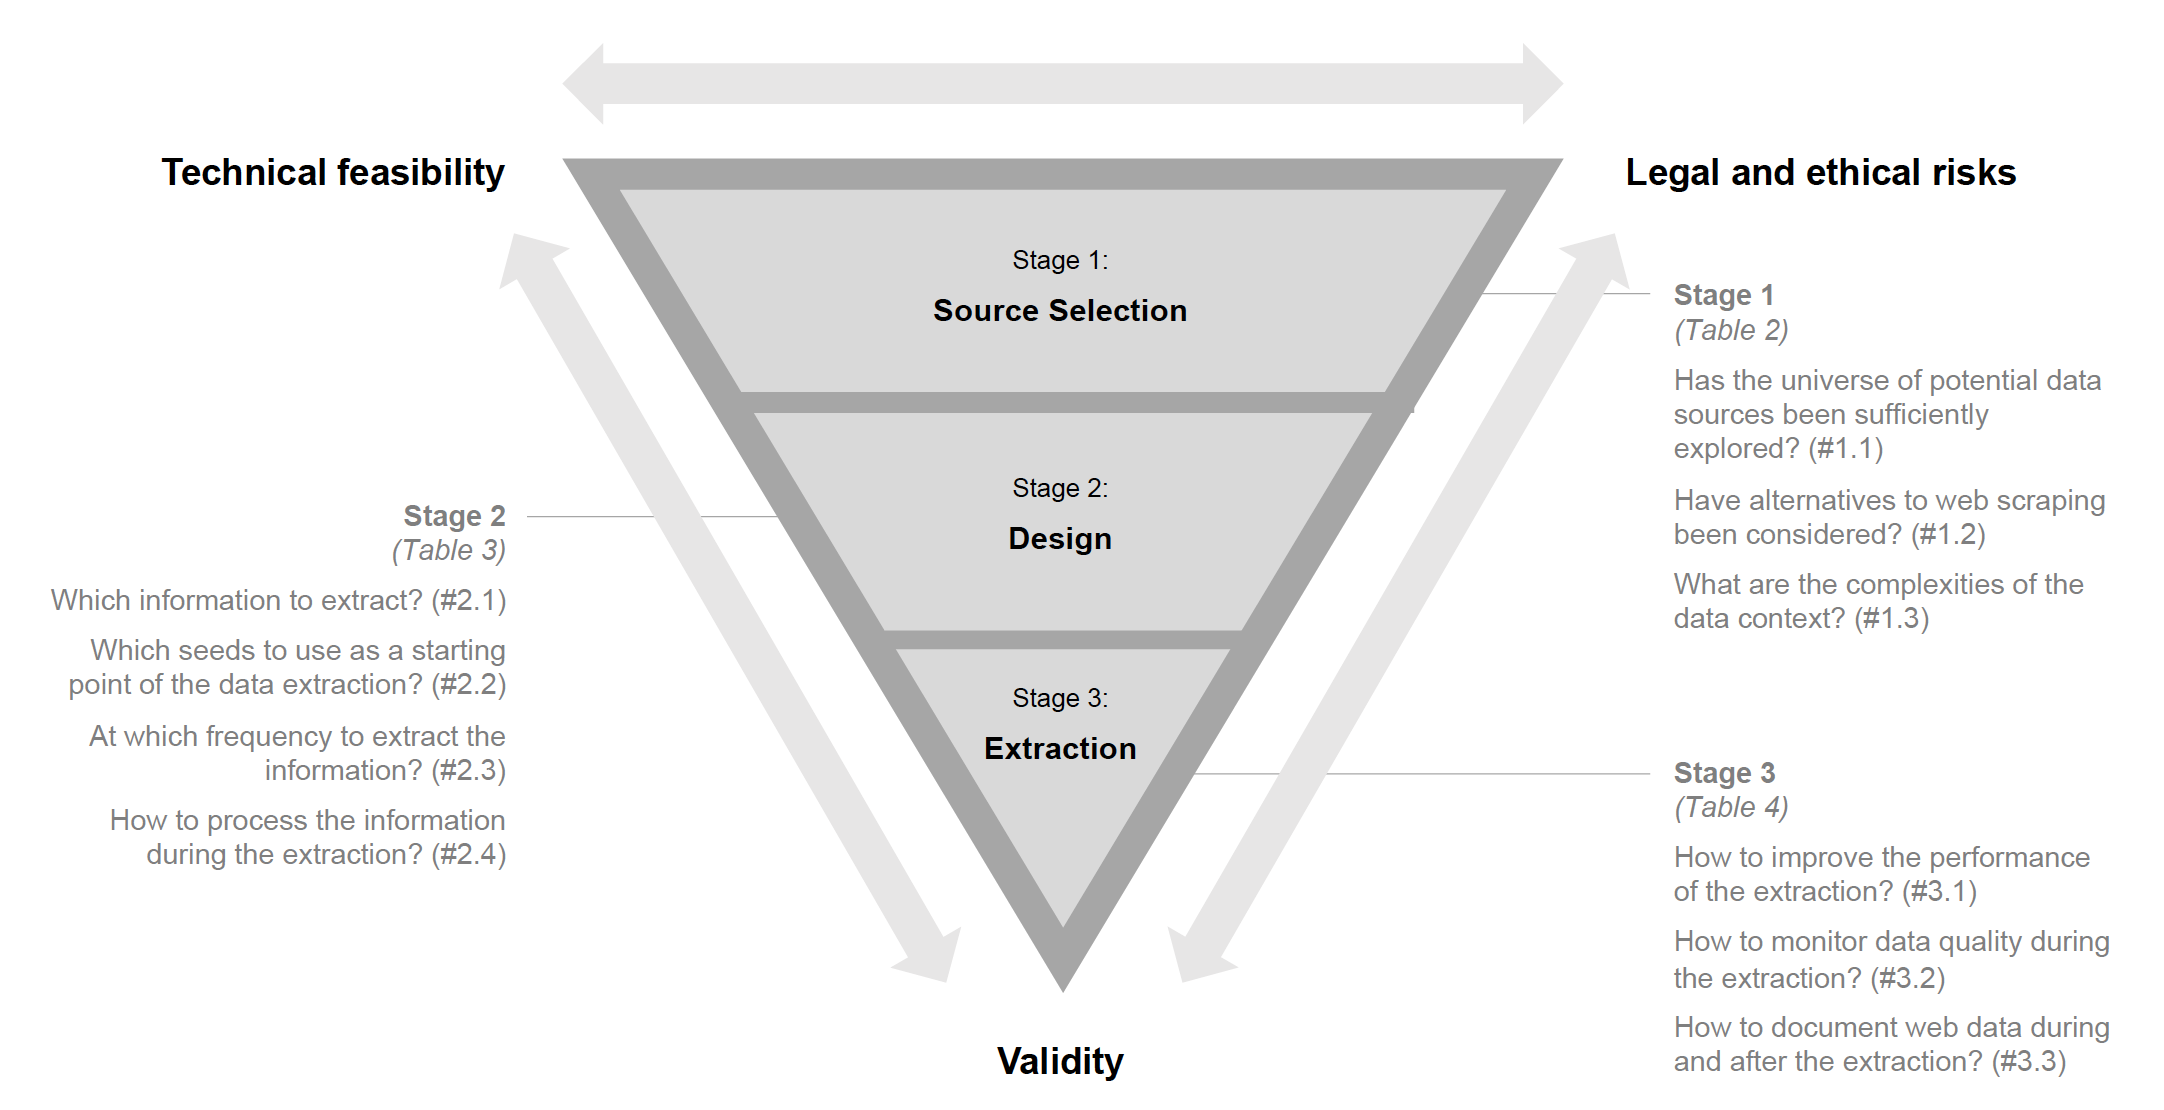 Technical feasibility
Legal and ethical risks
Stage 1:
Source Selection
Stage 2:
Design
Stage 3:
Extraction
Validity
Stage 1
(Table 2)
Has the universe of potential data
sources been sufficiently
explored? (#1.1)
Have alternatives to web scraping
been considered? (#1.2)
What are the complexities of the
data context? (#1.3)
Stage 2
(Table 3)
Which information to extract? (#2.1)
Which seeds to use as a starting
point of the data extraction? (#2.2)
At which frequency to extract the
information? (#2.3)
How to process the information
during the extraction? (#2.4)
Stage 3
(Table 4)
How to improve the performance
of the extraction? (#3.1)
How to monitor data quality during
the extraction? (#3.2)
How to document web data during
and after the extraction? (#3.3)